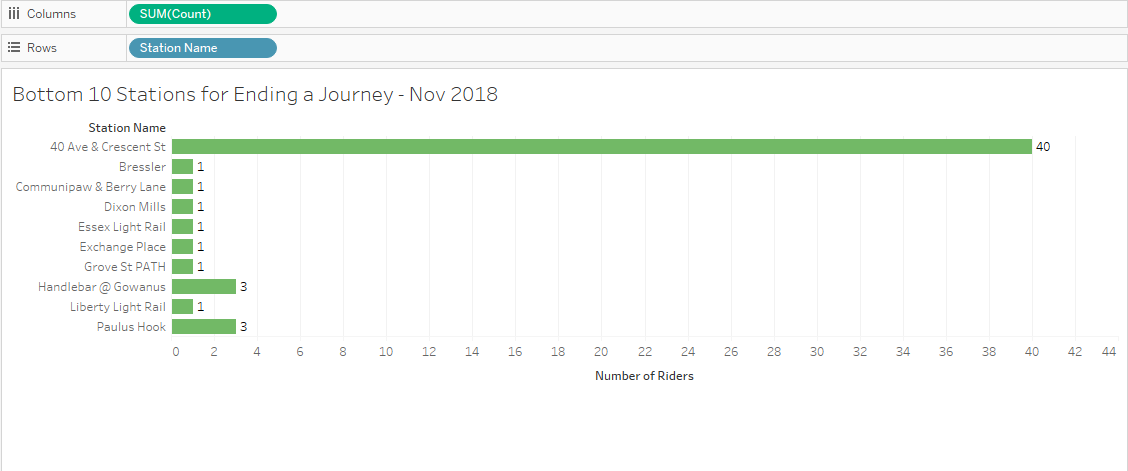 Columns SUM(Count)
Rows Station Name
Bottom 10 Stations for Ending a Journey - Nov 2018
Station Name
40 Ave & Crescent St 40
Bressler 1
Communipaw & Berry Lane 1
Dixon Mills 1
Essex Light Rail 1
Exchange Place 1
Grove St PATH 1
Handlebar @ Gowanus 3
Liberty Light Rail 1
Paulus Hook 3
0 2 4 6 8 10 12 14 16 18 20 22 24 26 28 30 32 34 36 38 40 42 44
Number of Riders